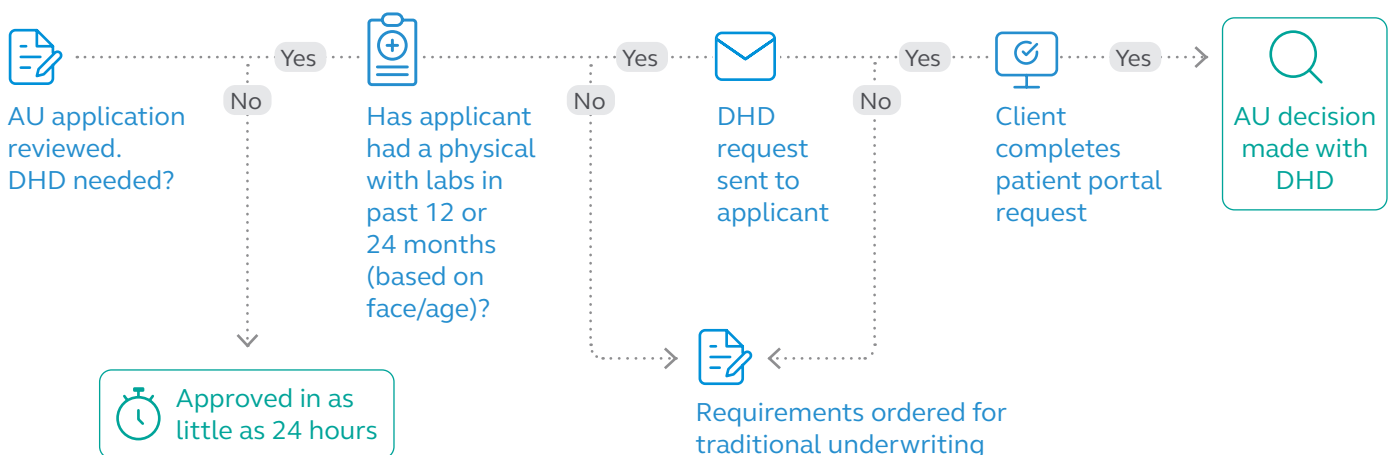 Yes
Yes
Yes
Yes
No
No
No
AU application
reviewed.
DHD needed?
Has applicant
had a physical
with labs in
past 12 or
24 months
(based on
face/age)?
DHD
request
sent to
applicant
Client
completes
patient portal
request
AU decision
made with
DHD
Approved in as
little as 24 hours
Requirements ordered for
traditional underwriting